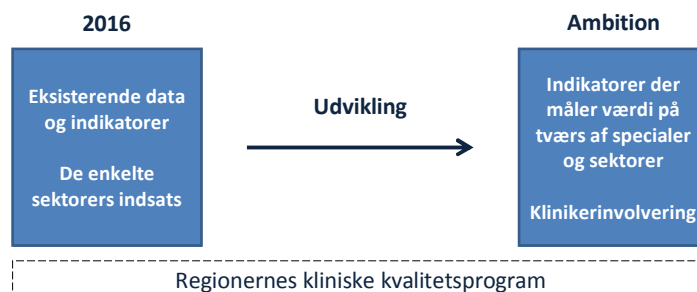 2016
Eksisterende data
og indikatorer
De enkelte
sektorers indsats
Udvikling
Ambition
Indikatorer der
måler værdi på
tværs af specialer
og sektorer
Klinikerinvolvering
Regionernes kliniske kvalitetsprogram